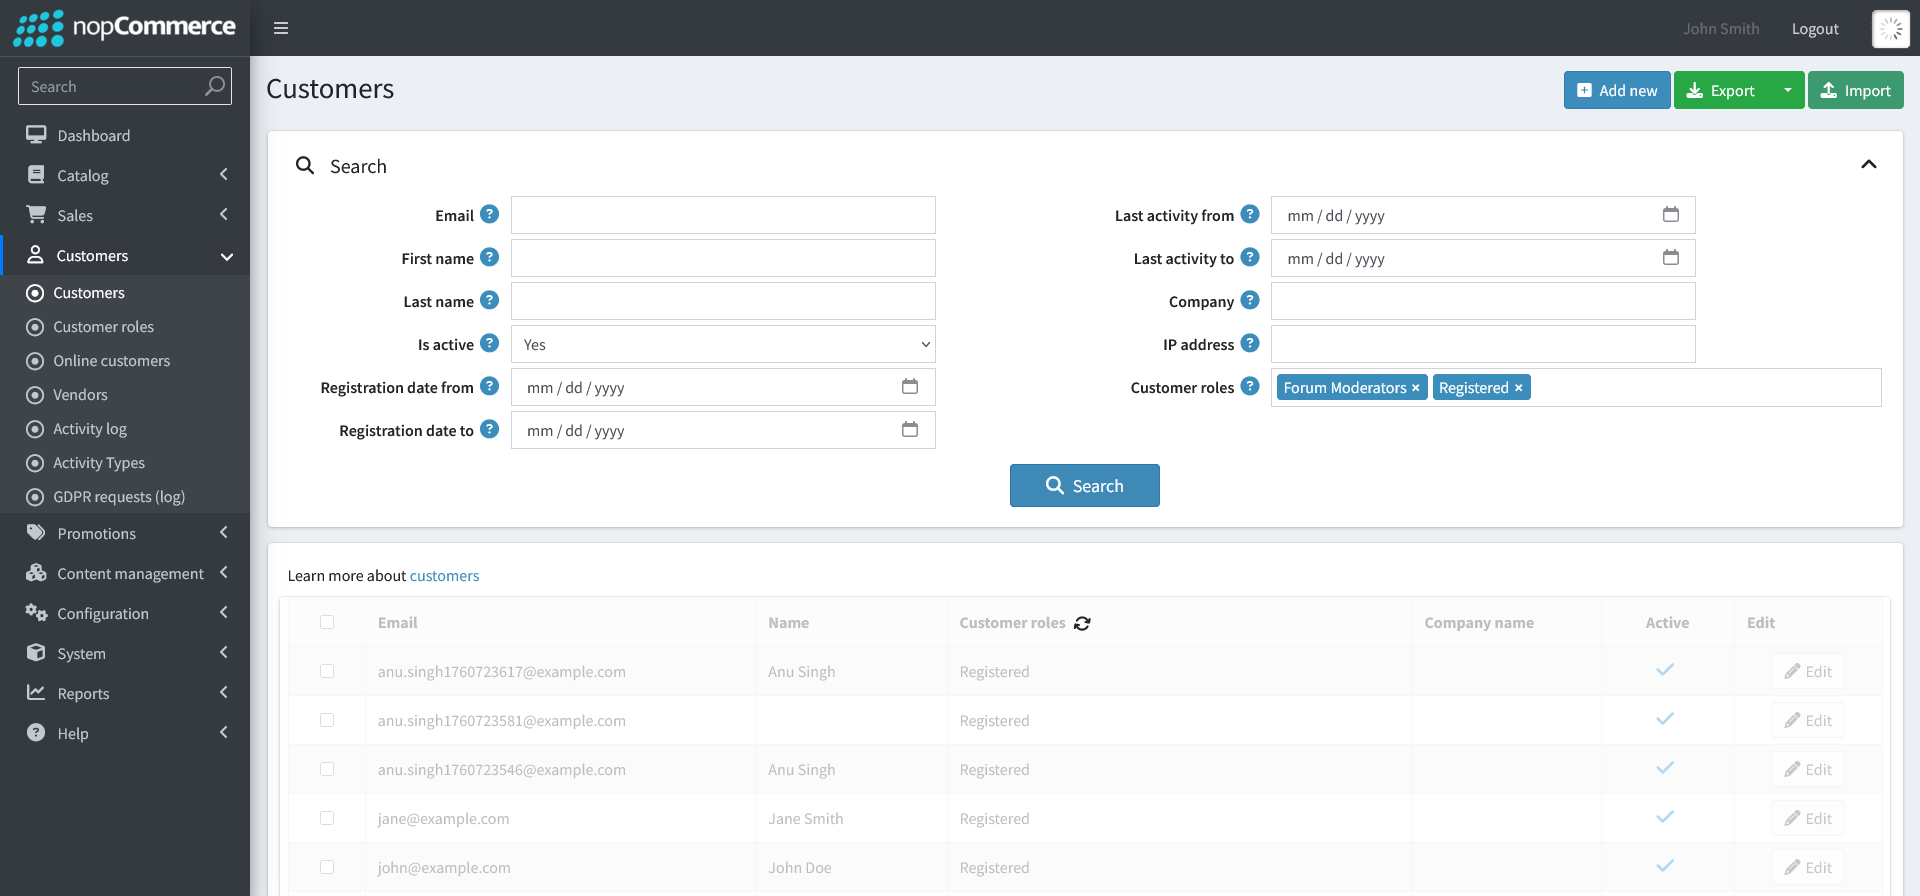 nopCommerce
John Smith
Logout
Search
Dashboard
Catalog
Sales
Customers
Customers
Customer roles
Online customers
Vendors
Activity log
Activity Types
GDPR requests (log)
Promotions
Content management
Configuration
System
Reports
Help
Customers
Add new
Export
Import
Search
Email ?
First name ?
Last name ?
Is active ? Yes
Registration date from ? mm / dd / yyyy
Registration date to ? mm / dd / yyyy
Last activity from ? mm / dd / yyyy
Last activity to ? mm / dd / yyyy
Company ?
IP address ?
Customer roles ? Forum Moderators × Registered ×
Search
Learn more about customers
Email Name Customer roles Company name Active Edit
anu.singh1760723617@example.com Anu Singh Registered Edit
anu.singh1760723581@example.com Registered Edit
anu.singh1760723546@example.com Anu Singh Registered Edit
jane@example.com Jane Smith Registered Edit
john@example.com John Doe Registered Edit